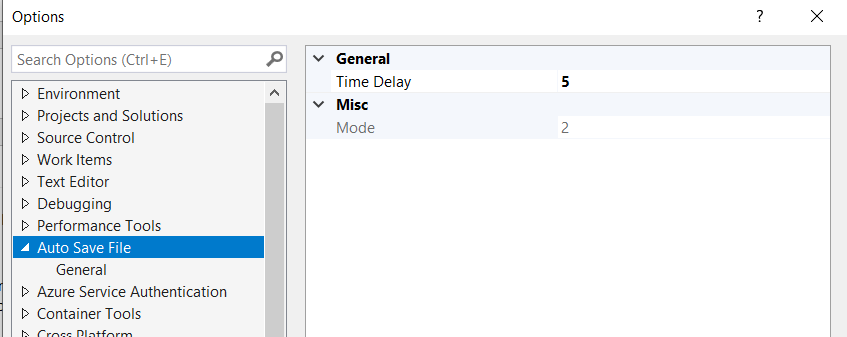 Options
?
Search Options (Ctrl+E)
Environment
Projects and Solutions
Source Control
Work Items
Text Editor
Debugging
Performance Tools
Auto Save File
General
Azure Service Authentication
Container Tools
Cross Platform
General
Time Delay 5
Misc
Mode 2